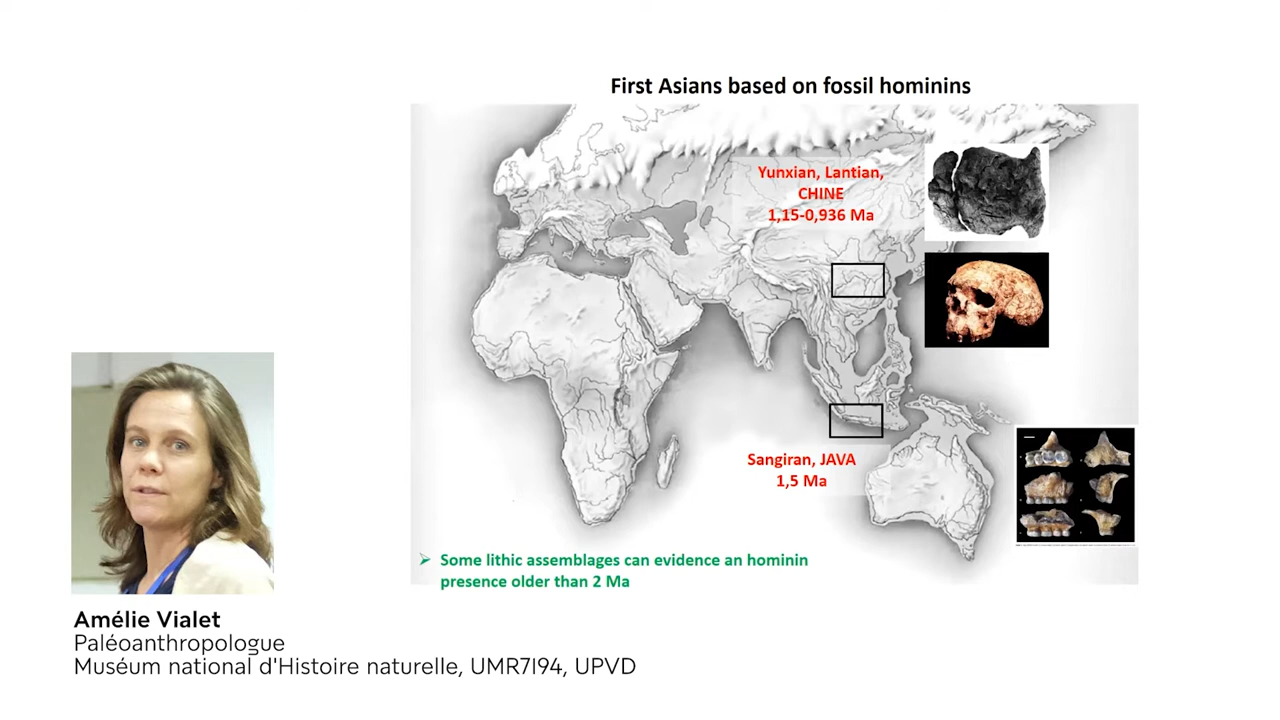 First Asians based on fossil hominins
Yunxian, Lantian,
CHINE
1,15-0,936 Ma
Sangiran, JAVA
1,5 Ma
➢ Some lithic assemblages can evidence an hominin
presence older than 2 Ma
Amélie Vialet
Paléoanthropologue
Muséum national d'Histoire naturelle, UMR7194, UPVD